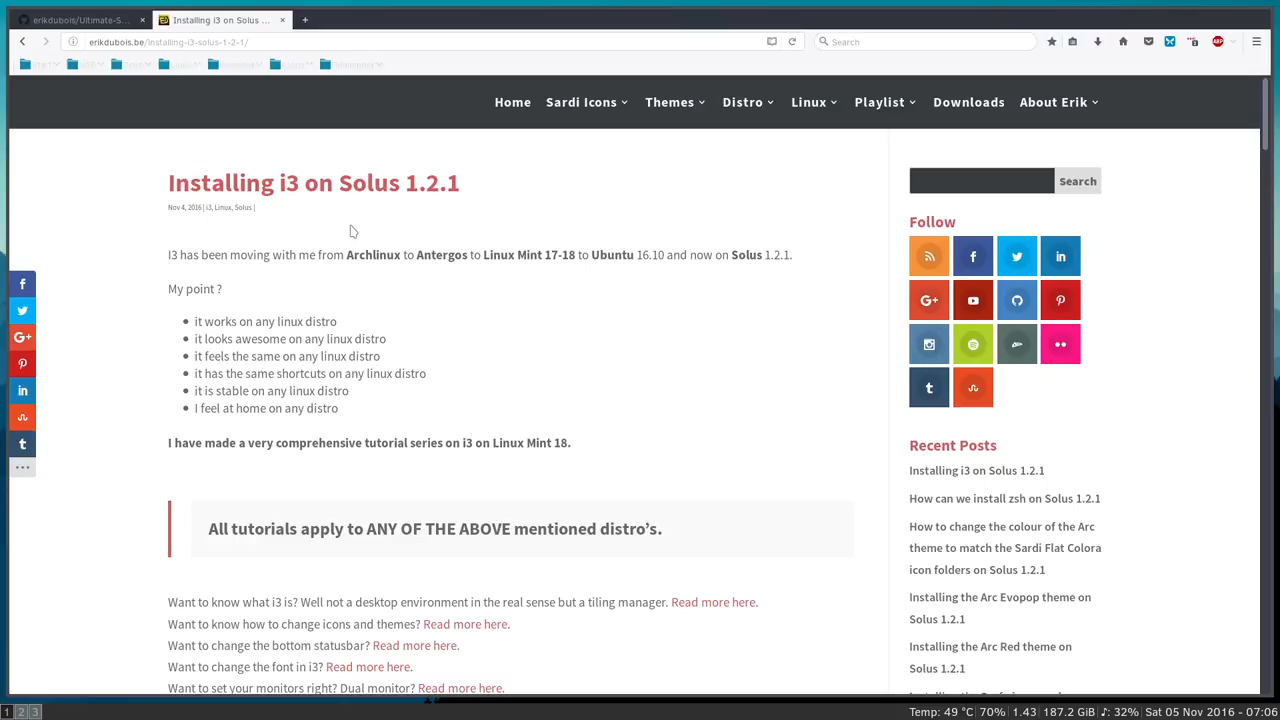 erikdubois/Ultimate-S...
Installing i3 on Solus ...
erikdubois.be/installing-i3-solus-1-2-1/
Search
ABP
Home Sardi Icons Themes Distro Linux Playlist Downloads About Erik
Installing i3 on Solus 1.2.1
Nov 4, 2016 | i3, Linux, Solus |
I3 has been moving with me from Archlinux to Antergos to Linux Mint 17-18 to Ubuntu 16.10 and now on Solus 1.2.1.
My point ?
it works on any linux distro
it looks awesome on any linux distro
it feels the same on any linux distro
it has the same shortcuts on any linux distro
it is stable on any linux distro
I feel at home on any distro
I have made a very comprehensive tutorial series on i3 on Linux Mint 18.
All tutorials apply to ANY OF THE ABOVE mentioned distro's.
Want to know what i3 is? Well not a desktop environment in the real sense but a tiling manager. Read more here.
Want to know how to change icons and themes? Read more here.
Want to change the bottom statusbar? Read more here.
Want to change the font in i3? Read more here.
Want to set your monitors right? Dual monitor? Read more here.
Search
Follow
Recent Posts
Installing i3 on Solus 1.2.1
How can we install zsh on Solus 1.2.1
How to change the colour of the Arc
theme to match the Sardi Flat Colora
icon folders on Solus 1.2.1
Installing the Arc Evopop theme on
Solus 1.2.1
Installing the Arc Red theme on
Solus 1.2.1
1 2 3
Temp: 49 °C | 70% | 1.43 | 187.2 GiB | ♪: 32% | Sat 05 Nov 2016 - 07:06